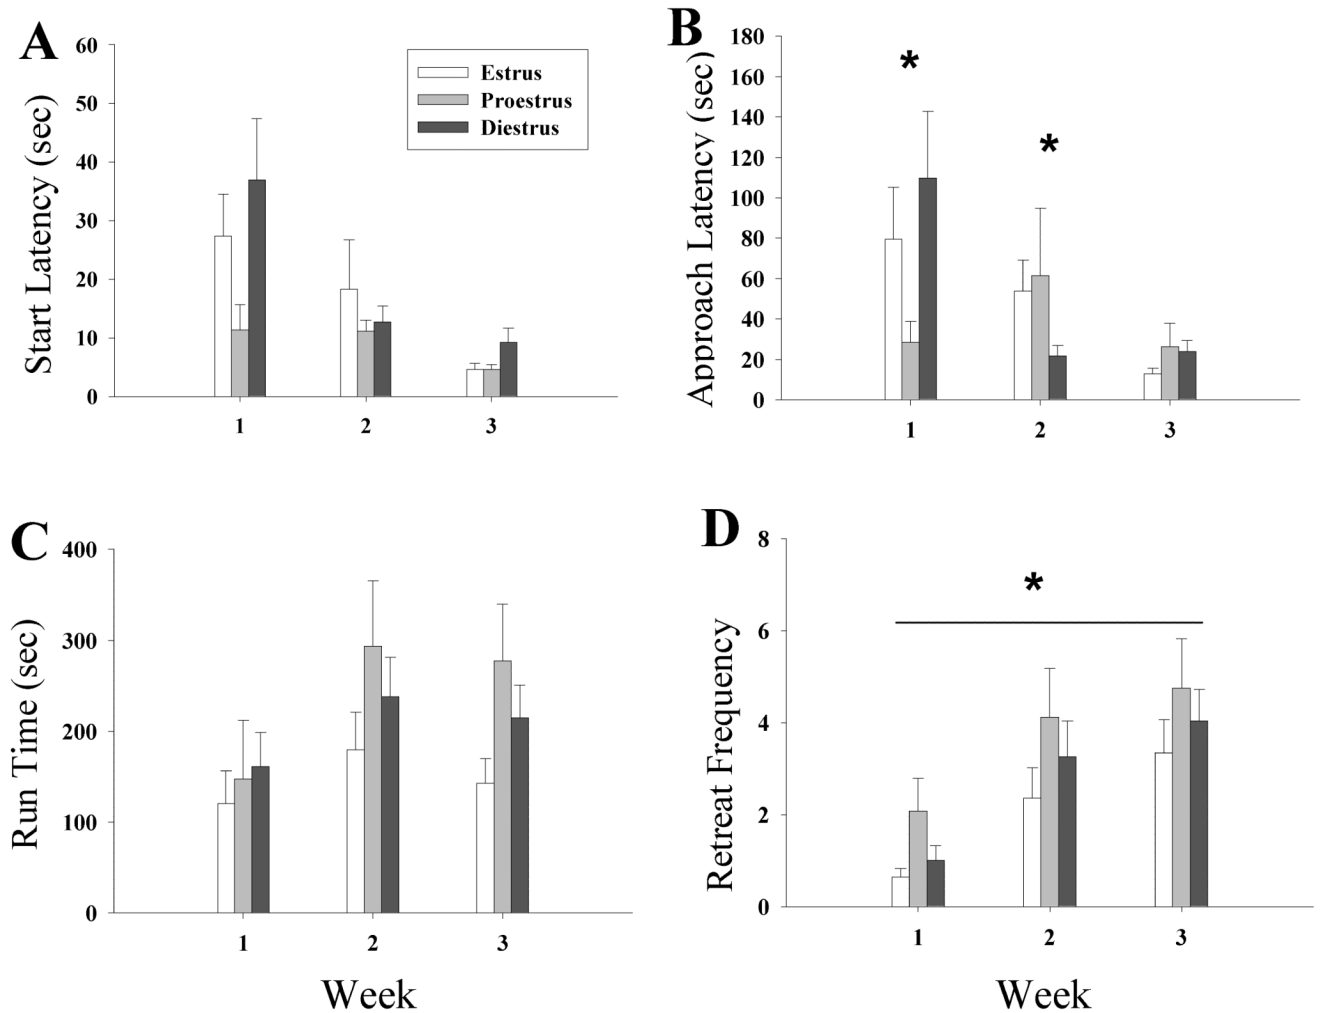 A
Start Latency (sec)
60
50
40
30
20
10
0
Estrus
Proestrus
Diestrus
1 2 3
B
Approach Latency (sec)
180
160
140
120
100
80
60
40
20
0
*
*
1 2 3
C
Run Time (sec)
400
300
200
100
0
1 2 3
Week
D
Retreat Frequency
8
6
4
2
0
*
1 2 3
Week